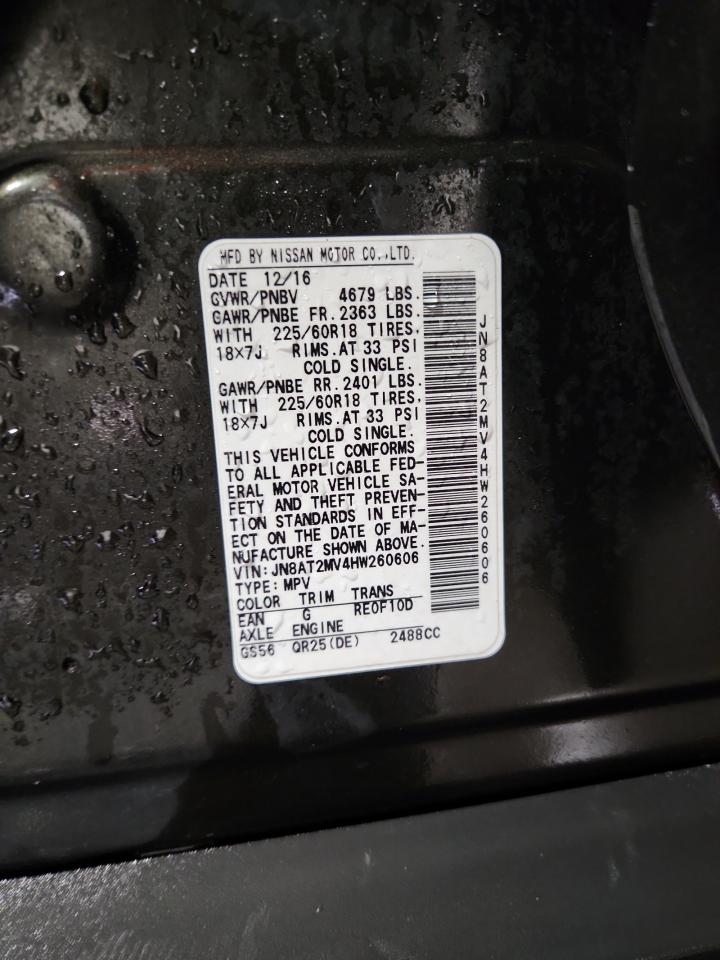 MFD BY NISSAN MOTOR CO.,LTD.
DATE 12/16
GVWR/PNBV 4679 LBS.
GAWR/PNBE FR. 2363 LBS.
WITH 225/60R18 TIRES,
18×7J RIMS. AT 33 PSI
COLD SINGLE.
GAWR/PNBE RR. 2401 LBS.
WITH 225/60R18 TIRES,
18×7J RIMS. AT 33 PSI
COLD SINGLE.
THIS VEHICLE CONFORMS
TO ALL APPLICABLE FED-
ERAL MOTOR VEHICLE SA-
FETY AND THEFT PREVEN-
TION STANDARDS IN EFF-
ECT ON THE DATE OF MA-
NUFACTURE SHOWN ABOVE.
VIN:JN8AT2MV4HW260606
TYPE:MPV
COLOR TRIM TRANS
EAN G RE0F10D
AXLE ENGINE
GS56 QR25(DE) 2488CC
JN8AT2MV4HW260606